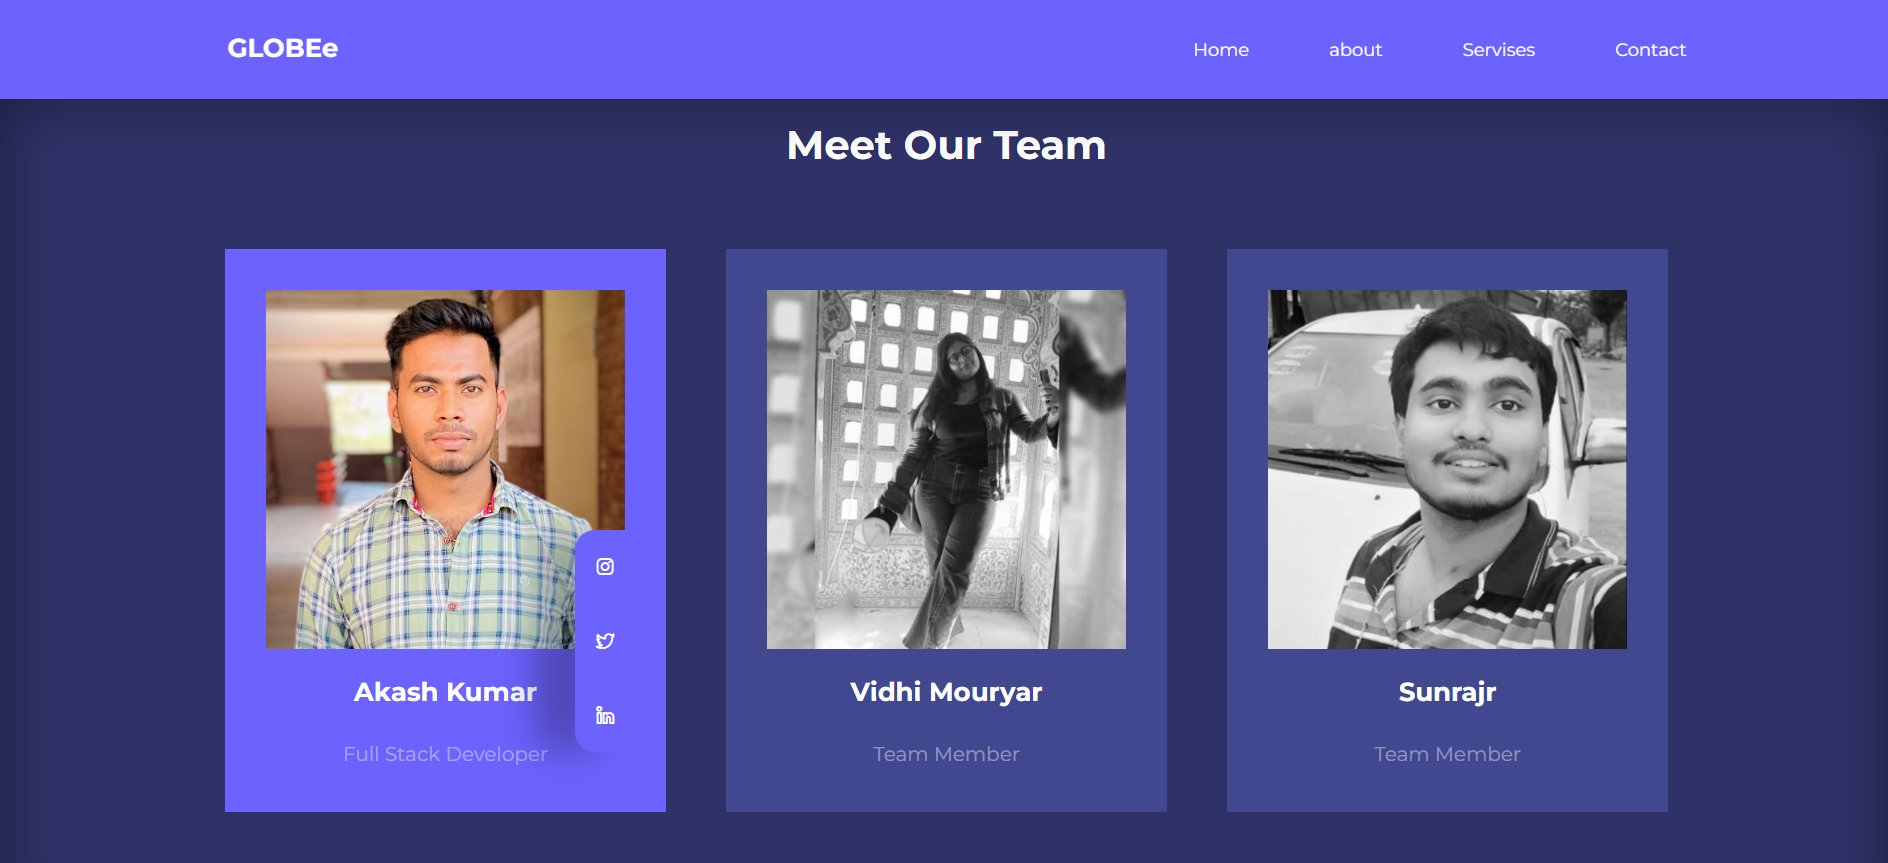 GLOBEe
Home about Servises Contact
Meet Our Team
Akash Kumar
Full Stack Developer
Vidhi Mouryar
Team Member
Sunrajr
Team Member